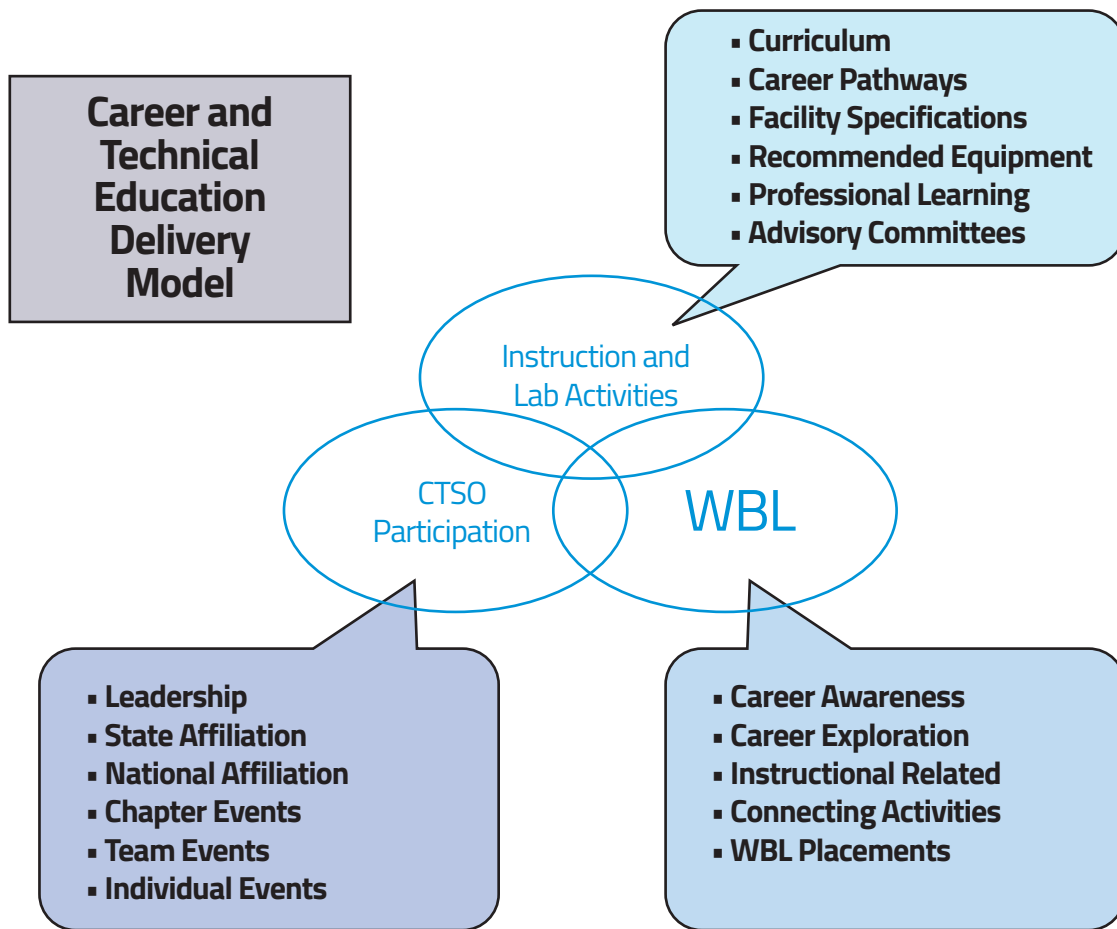 Career and
Technical
Education
Delivery
Model
▪ Curriculum
▪ Career Pathways
▪ Facility Specifications
▪ Recommended Equipment
▪ Professional Learning
▪ Advisory Committees
Instruction and
Lab Activities
CTSO
Participation
WBL
▪ Leadership
▪ State Affiliation
▪ National Affiliation
▪ Chapter Events
▪ Team Events
▪ Individual Events
▪ Career Awareness
▪ Career Exploration
▪ Instructional Related
▪ Connecting Activities
▪ WBL Placements